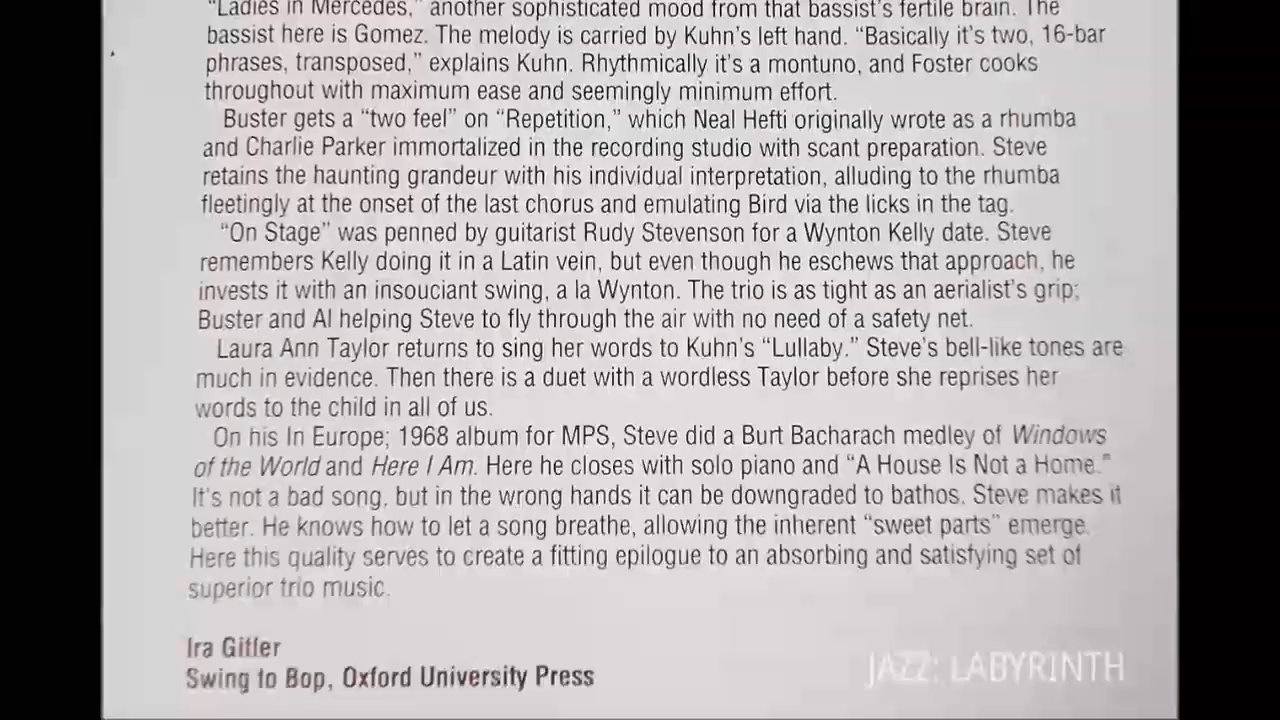 "Ladies in Mercedes," another sophisticated mood from that bassist's fertile brain. The
bassist here is Gomez. The melody is carried by Kuhn's left hand. "Basically it's two, 16-bar
phrases, transposed," explains Kuhn. Rhythmically it's a montuno, and Foster cooks
throughout with maximum ease and seemingly minimum effort.
Buster gets a "two feel" on "Repetition," which Neal Hefti originally wrote as a rhumba
and Charlie Parker immortalized in the recording studio with scant preparation. Steve
retains the haunting grandeur with his individual interpretation, alluding to the rhumba
fleetingly at the onset of the last chorus and emulating Bird via the licks in the tag.
"On Stage" was penned by guitarist Rudy Stevenson for a Wynton Kelly date. Steve
remembers Kelly doing it in a Latin vein, but even though he eschews that approach, he
invests it with an insouciant swing, a la Wynton. The trio is as tight as an aerialist's grip;
Buster and Al helping Steve to fly through the air with no need of a safety net.
Laura Ann Taylor returns to sing her words to Kuhn's "Lullaby." Steve's bell-like tones are
much in evidence. Then there is a duet with a wordless Taylor before she reprises her
words to the child in all of us.
On his In Europe; 1968 album for MPS, Steve did a Burt Bacharach medley of Windows
of the World and Here I Am. Here he closes with solo piano and "A House Is Not a Home."
It's not a bad song, but in the wrong hands it can be downgraded to bathos. Steve makes it
better. He knows how to let a song breathe, allowing the inherent "sweet parts" emerge.
Here this quality serves to create a fitting epilogue to an absorbing and satisfying set of
superior trio music.
Ira Gitler
Swing to Bop, Oxford University Press
JAZZ: LABYRINTH